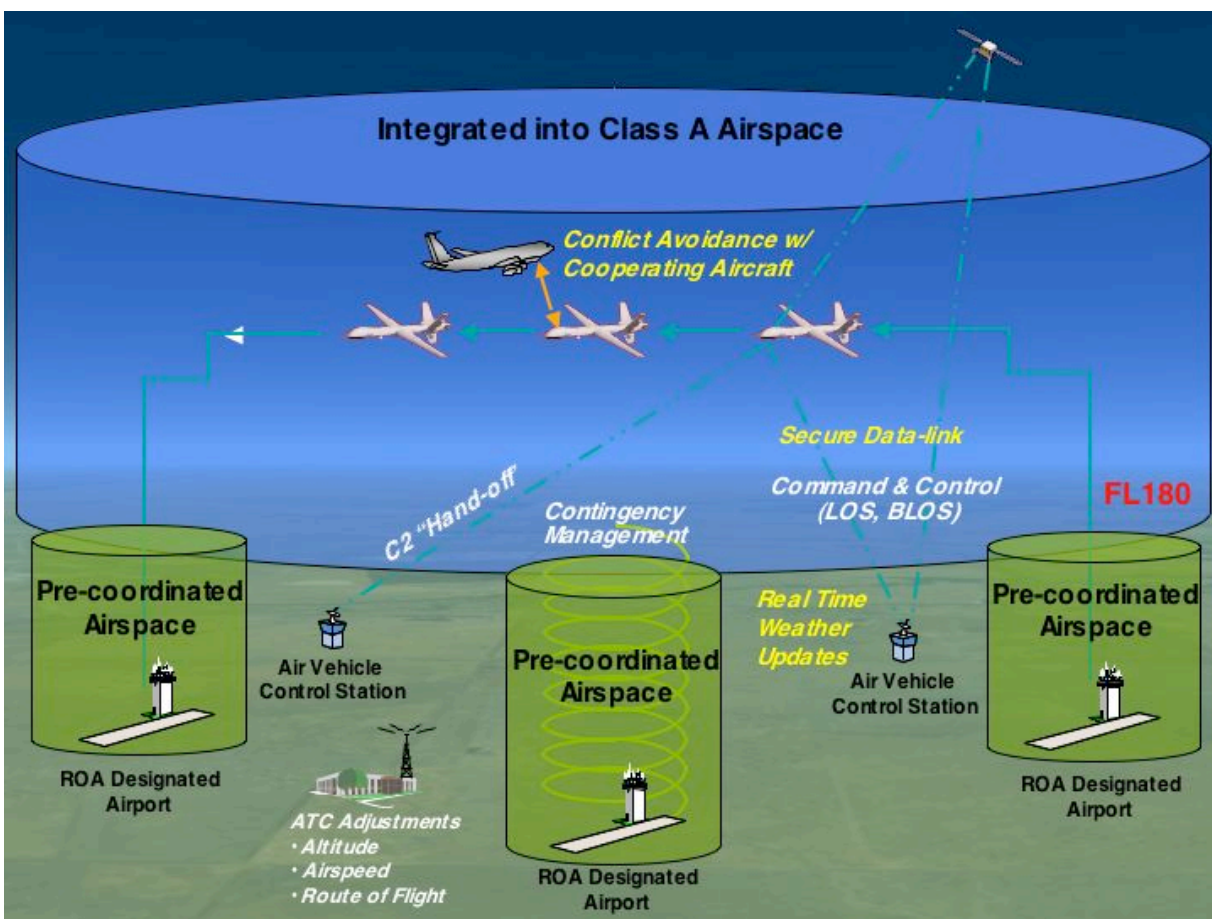 Integrated into Class A Airspace
Conflict Avoidance w/
Cooperating Aircraft
Secure Data-link
Command & Control
(LOS, BLOS)
FL180
C2 “Hand-off’
Contingency
Management
Pre-coordinated
Airspace
ROA Designated
Airport
Air Vehicle
Control Station
ATC Adjustments
• Altitude
• Airspeed
• Route of Flight
Pre-coordinated
Airspace
ROA Designated
Airport
Real Time
Weather
Updates
Air Vehicle
Control Station
Pre-coordinated
Airspace
ROA Designated
Airport